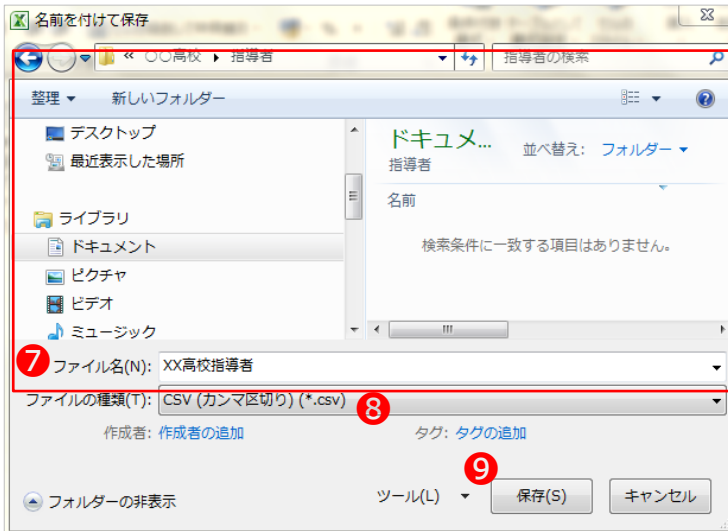 名前を付けて保存
« 〇〇高校 ▸ 指導者 指導者の検索
整理 ▼ 新しいフォルダー
デスクトップ
最近表示した場所
ライブラリ
ドキュメント
ピクチャ
ビデオ
ミュージック
ドキュメ... 並べ替え: フォルダー ▼
指導者
名前
検索条件に一致する項目はありません。
7 ファイル名(N): XX高校指導者
ファイルの種類(T): CSV (カンマ区切り) (*.csv) 8
作成者: 作成者の追加 タグ: タグの追加
9
フォルダーの非表示 ツール(L) ▼ 保存(S) キャンセル